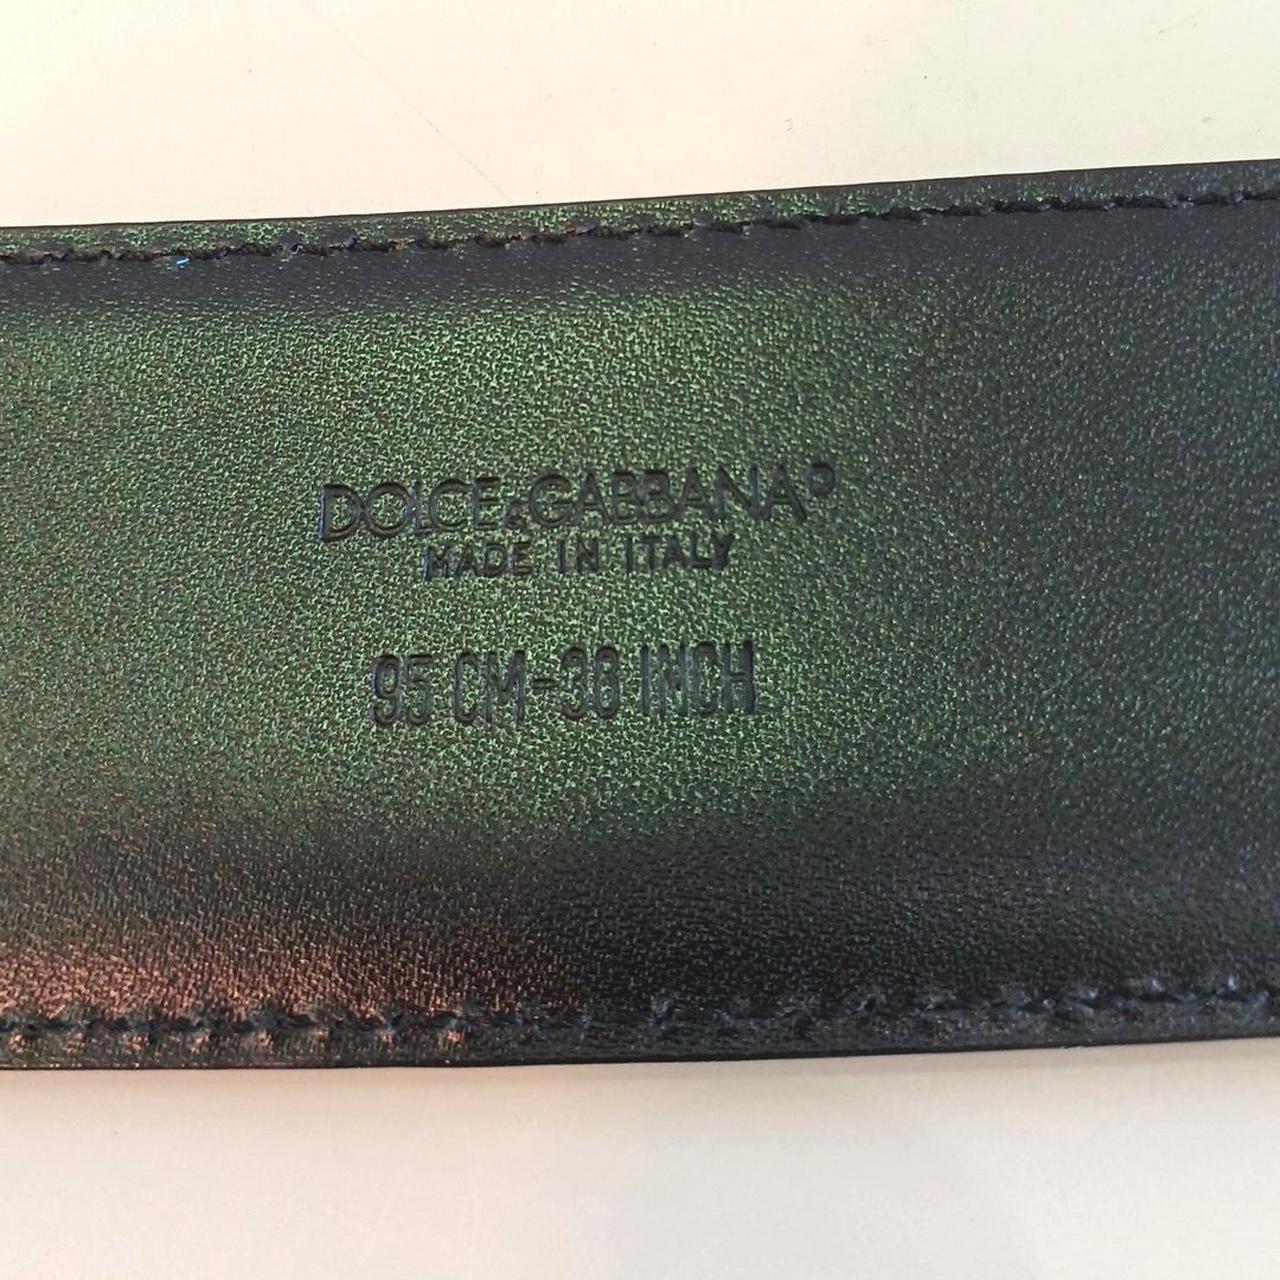 DOLCE&GABBANA®
MADE IN ITALY
95 CM-38 INCH